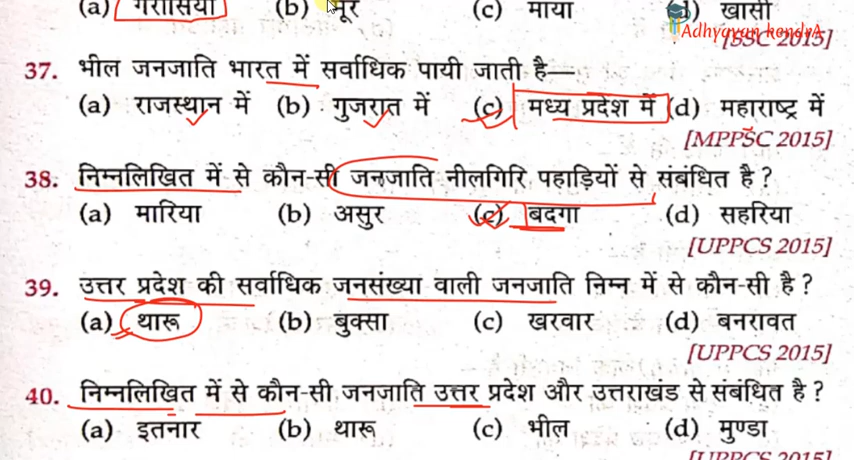 (a) गरासिया (b) मूर (c) माया (d) खासी
Adhyayan kendrA
[SSC 2015]
37. भील जनजाति भारत में सर्वाधिक पायी जाती है—
(a) राजस्थान में (b) गुजरात में (c) मध्य प्रदेश में (d) महाराष्ट्र में
[MPPSC 2015]
38. निम्नलिखित में से कौन-सी जनजाति नीलगिरि पहाड़ियों से संबंधित है ?
(a) मारिया (b) असुर (c) बदगा (d) सहरिया
[UPPCS 2015]
39. उत्तर प्रदेश की सर्वाधिक जनसंख्या वाली जनजाति निम्न में से कौन-सी है ?
(a) थारू (b) बुक्सा (c) खरवार (d) बनरावत
[UPPCS 2015]
40. निम्नलिखित में से कौन-सी जनजाति उत्तर प्रदेश और उत्तराखंड से संबंधित है ?
(a) इतनार (b) थारू (c) भील (d) मुण्डा
[UPPCS 2015]